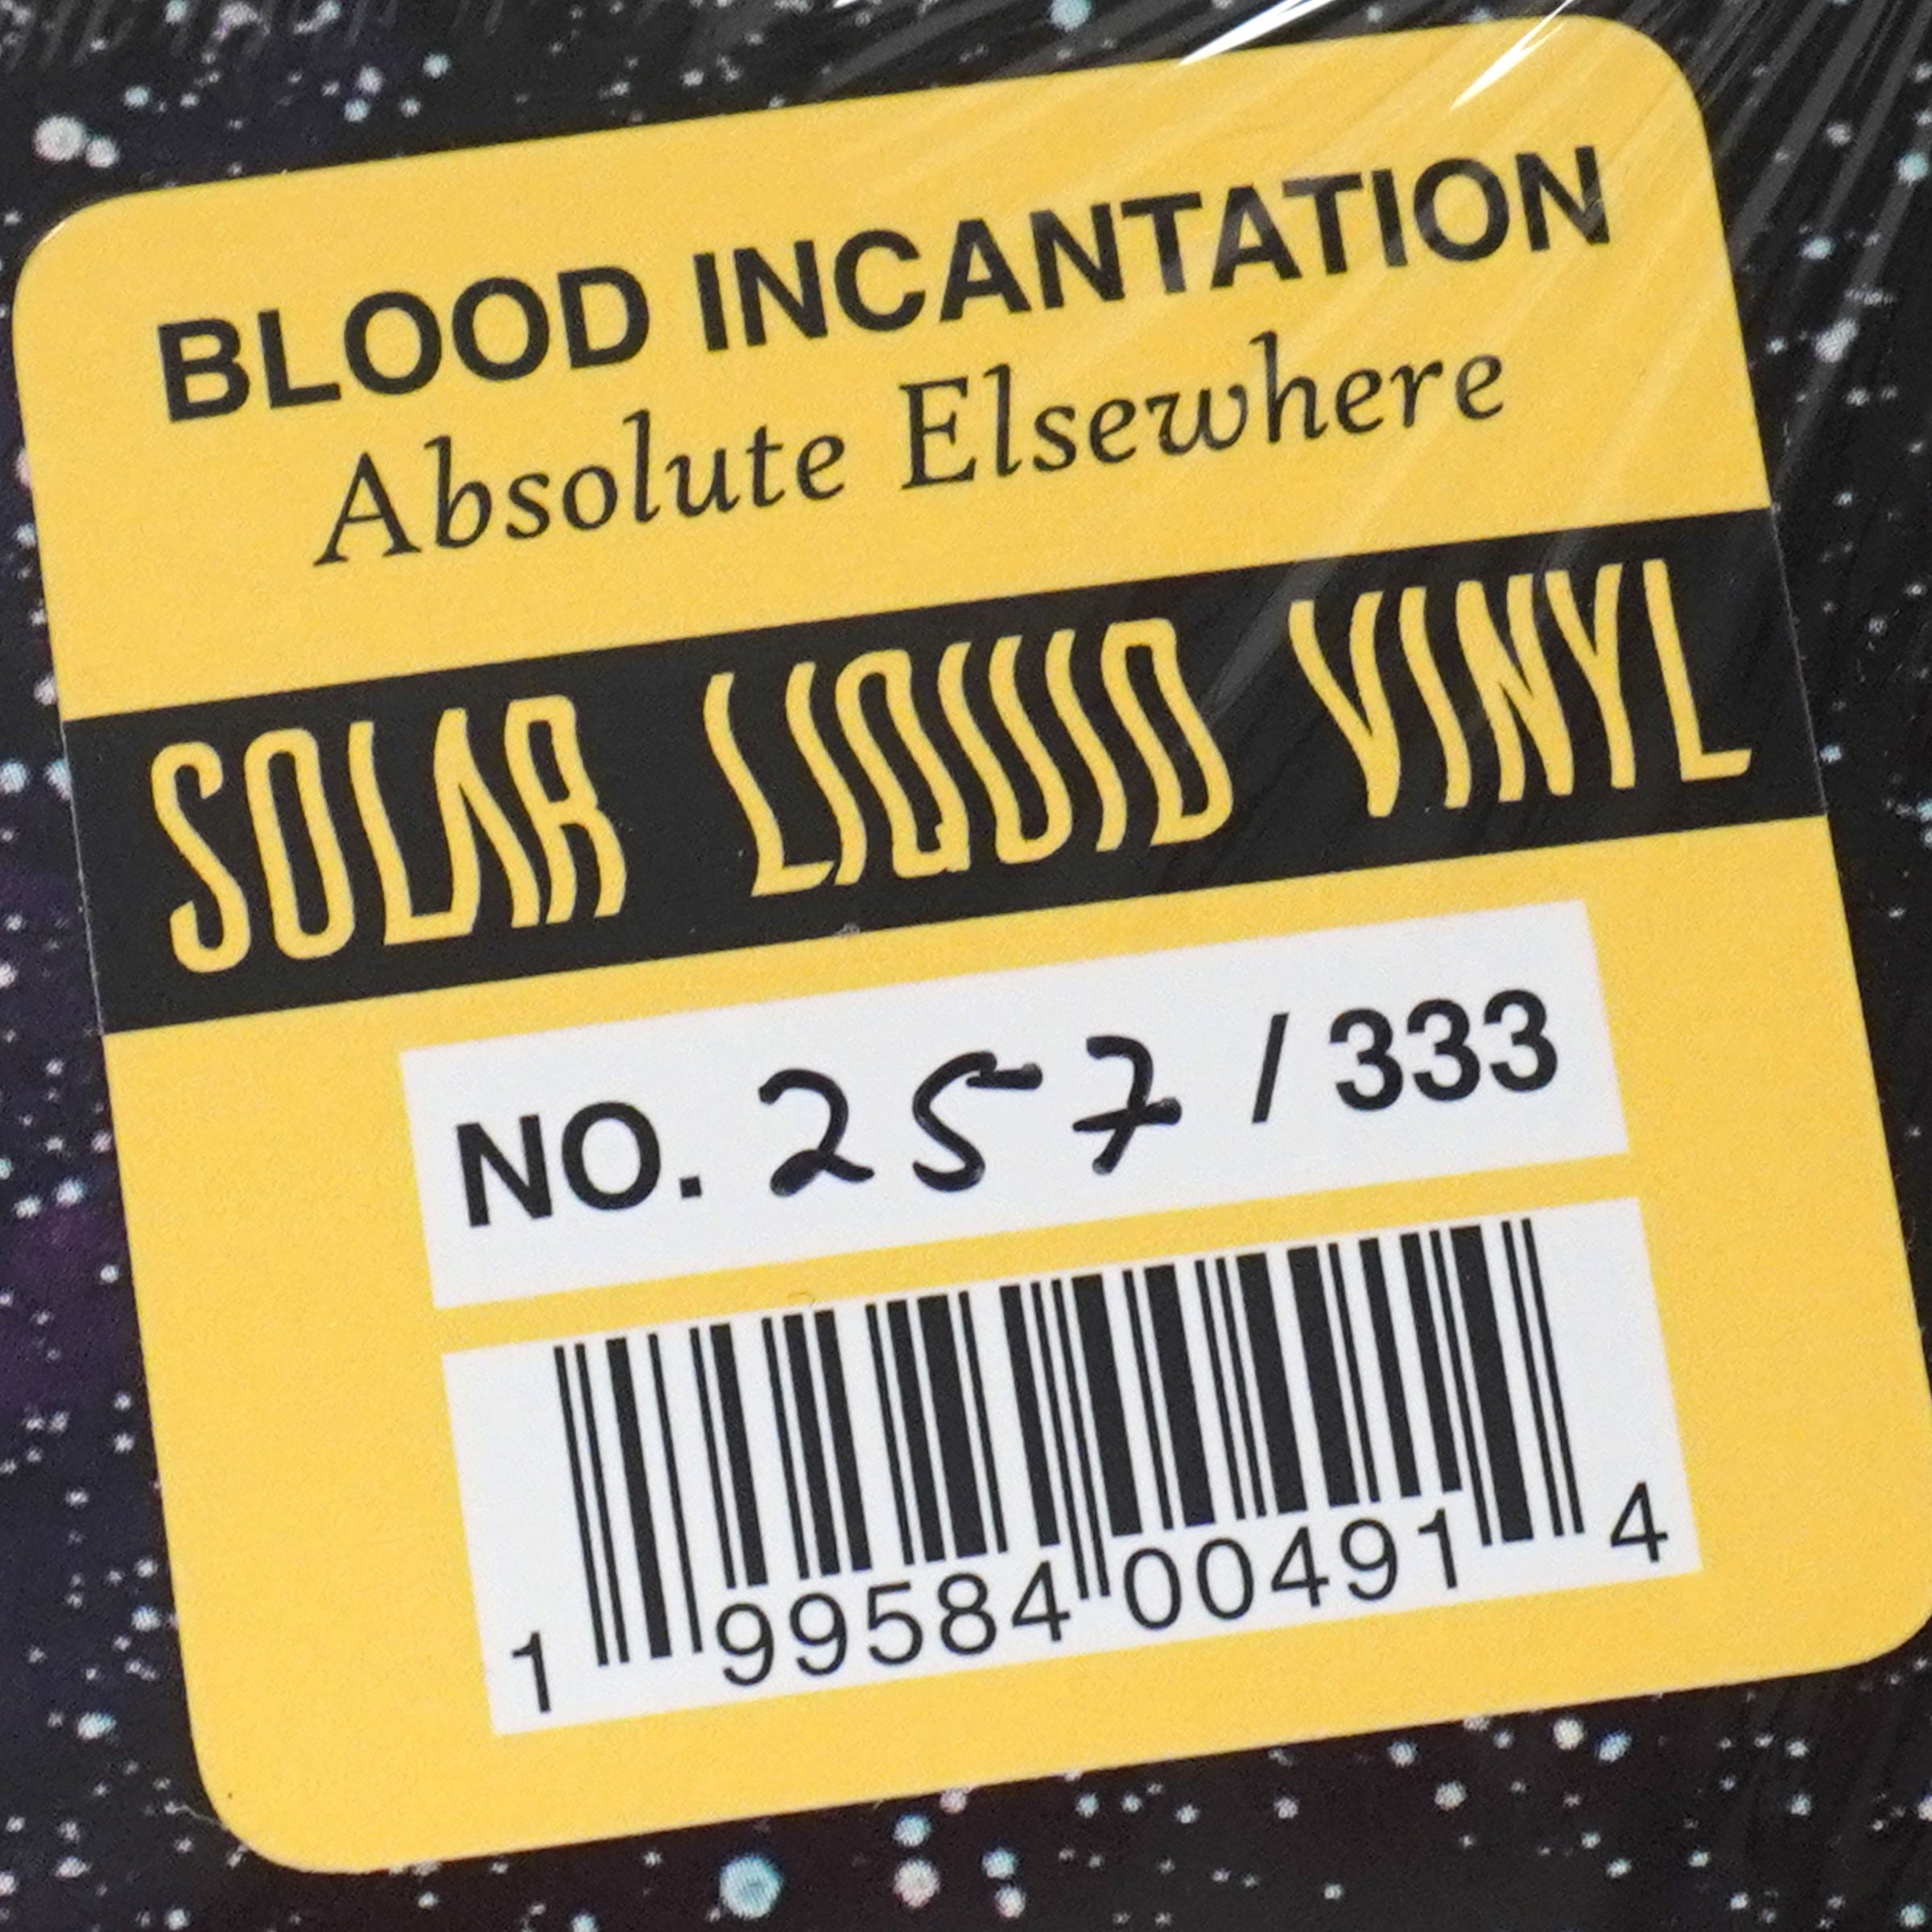 BLOOD INCANTATION
Absolute Elsewhere
SOLAR LIQUID VINYL
NO. 257 / 333
1 99584 00491 4